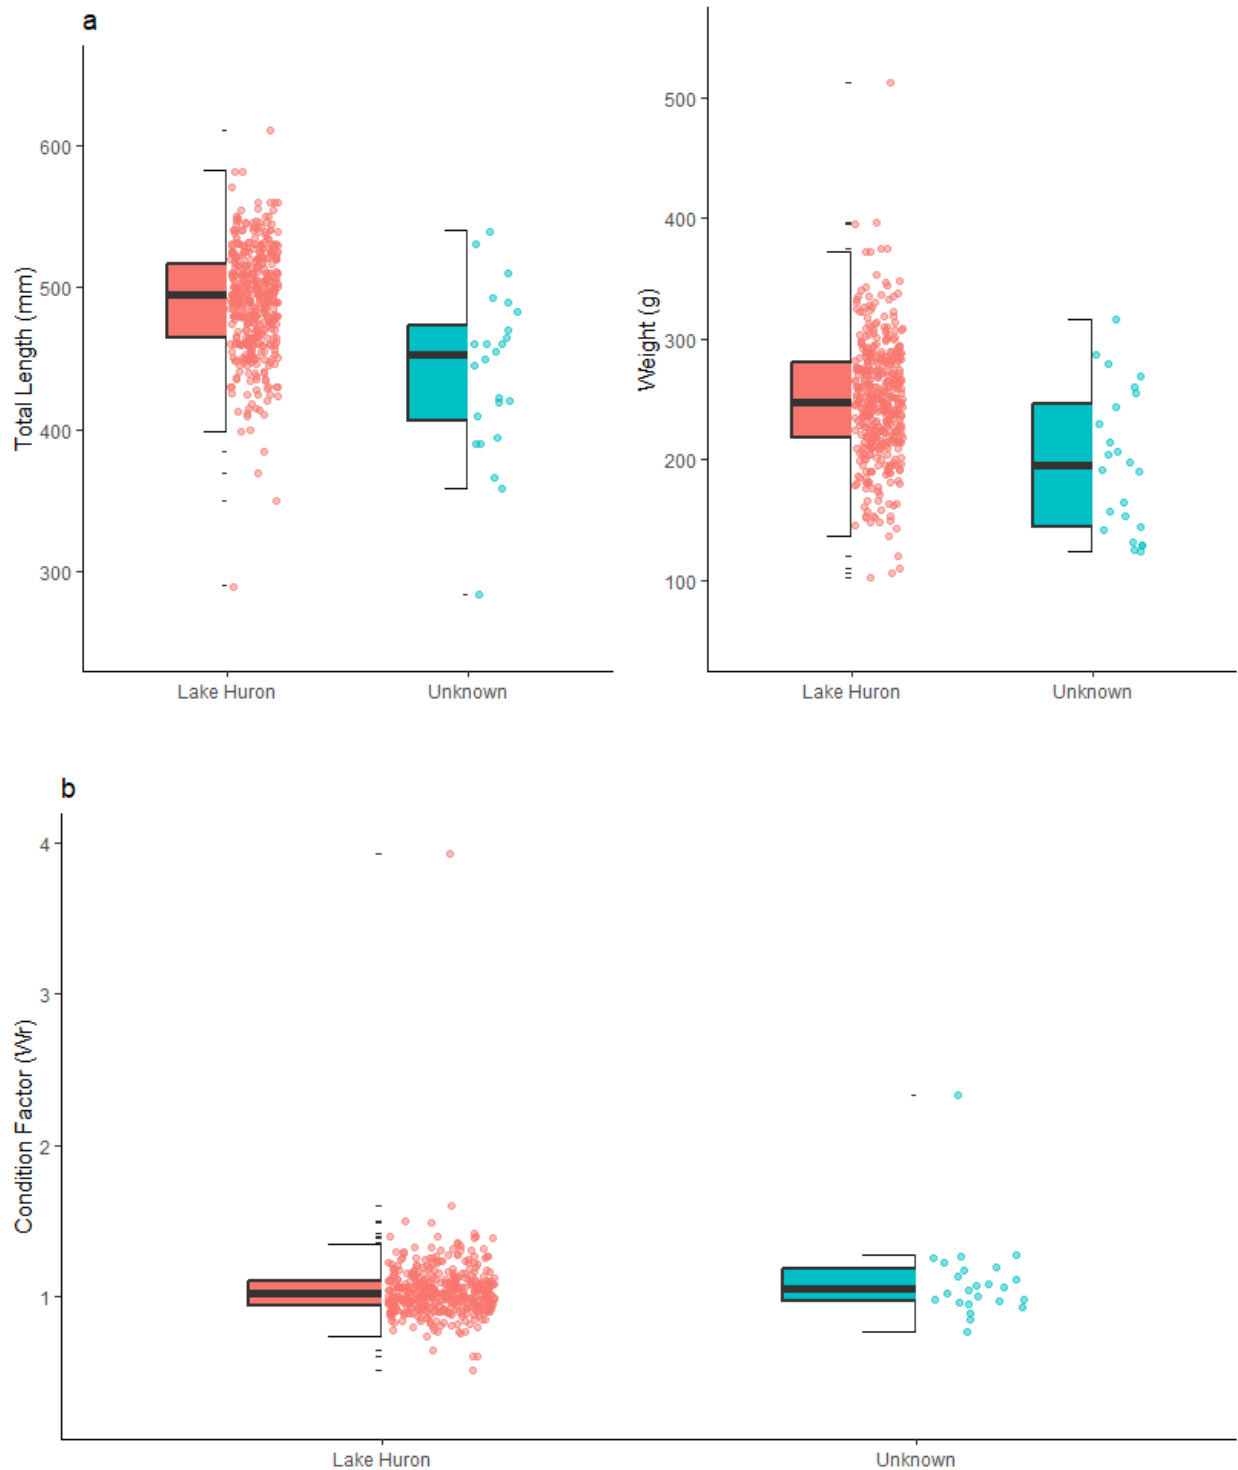 a
Total Length (mm)
600
500
400
300
Lake Huron
Unknown
Weight (g)
500
400
300
200
100
Lake Huron
Unknown
b
Condition Factor (Wr)
4
3
2
1
Lake Huron
Unknown